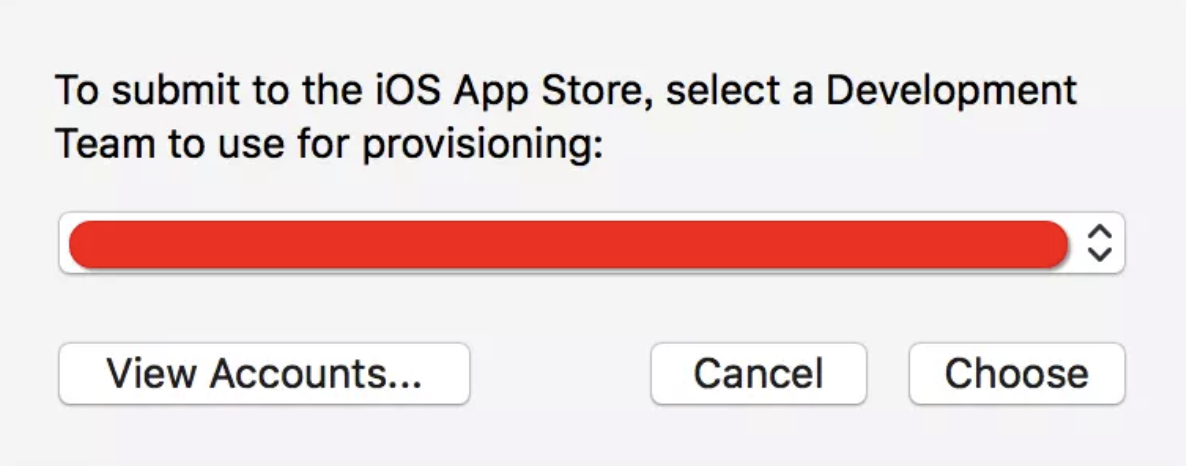 To submit to the iOS App Store, select a Development
Team to use for provisioning:
View Accounts...
Cancel
Choose